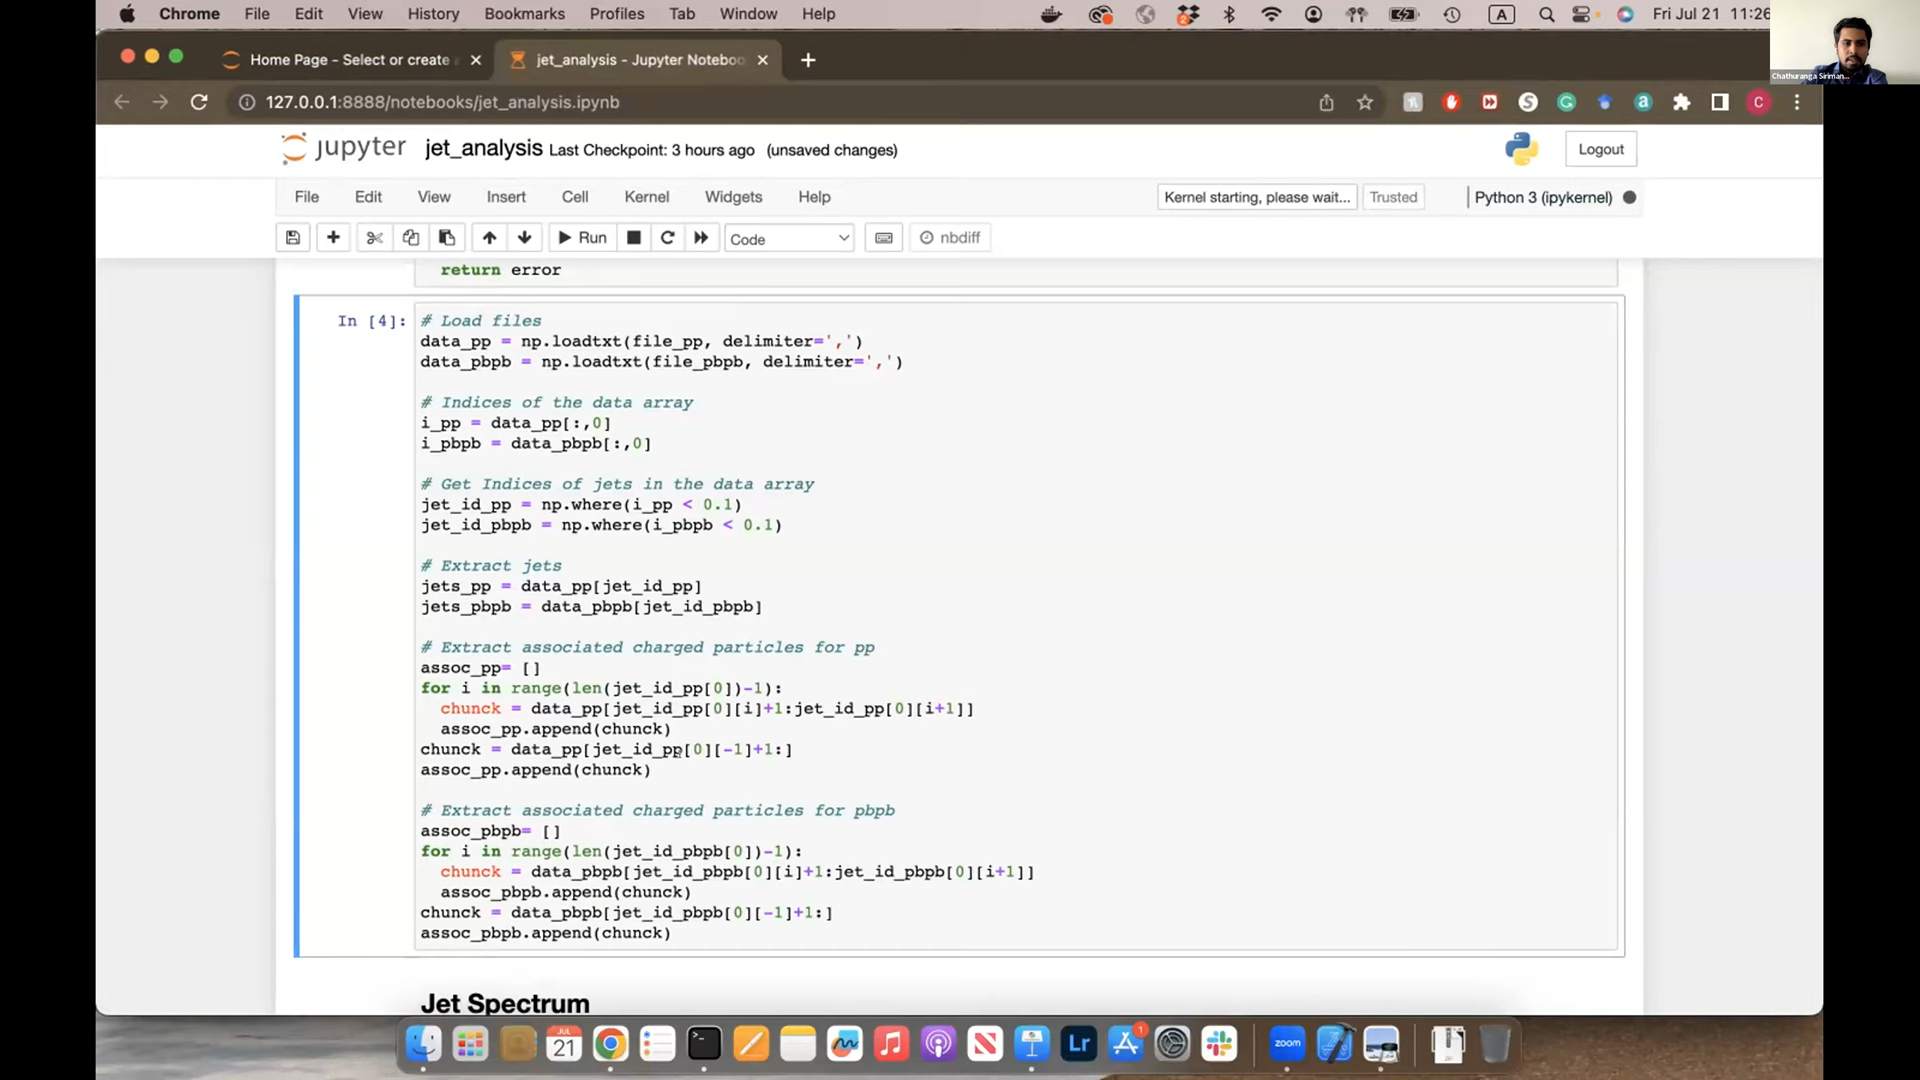 Chrome File Edit View History Bookmarks Profiles Tab Window Help A Fri Jul 21 11:26
Chathuranga Siriman...
Home Page - Select or create jet_analysis - Jupyter Noteboo
127.0.0.1:8888/notebooks/jet_analysis.ipynb
jupyter jet_analysis Last Checkpoint: 3 hours ago (unsaved changes) Logout
File Edit View Insert Cell Kernel Widgets Help Kernel starting, please wait... Trusted Python 3 (ipykernel)
Run Code nbdiff
return error
In [4]: # Load files
data_pp = np.loadtxt(file_pp, delimiter=',')
data_pbpb = np.loadtxt(file_pbpb, delimiter=',')
# Indices of the data array
i_pp = data_pp[:,0]
i_pbpb = data_pbpb[:,0]
# Get Indices of jets in the data array
jet_id_pp = np.where(i_pp < 0.1)
jet_id_pbpb = np.where(i_pbpb < 0.1)
# Extract jets
jets_pp = data_pp[jet_id_pp]
jets_pbpb = data_pbpb[jet_id_pbpb]
# Extract associated charged particles for pp
assoc_pp= []
for i in range(len(jet_id_pp[0])-1):
chunck = data_pp[jet_id_pp[0][i]+1:jet_id_pp[0][i+1]]
assoc_pp.append(chunck)
chunck = data_pp[jet_id_pp[0][-1]+1:]
assoc_pp.append(chunck)
# Extract associated charged particles for pbpb
assoc_pbpb= []
for i in range(len(jet_id_pbpb[0])-1):
chunck = data_pbpb[jet_id_pbpb[0][i]+1:jet_id_pbpb[0][i+1]]
assoc_pbpb.append(chunck)
chunck = data_pbpb[jet_id_pbpb[0][-1]+1:]
assoc_pbpb.append(chunck)
Jet Spectrum
JUL
21
Lr
1
zoom